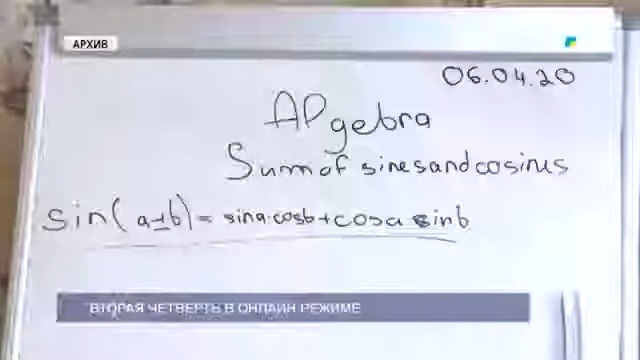 АРХИВ
06.04.20
Algebra
Sum of sines and cosines
sin(a±b)=sina·cosb+cosa sinb
ВТОРАЯ ЧЕТВЕРТЬ В ОНЛАЙН РЕЖИМЕ